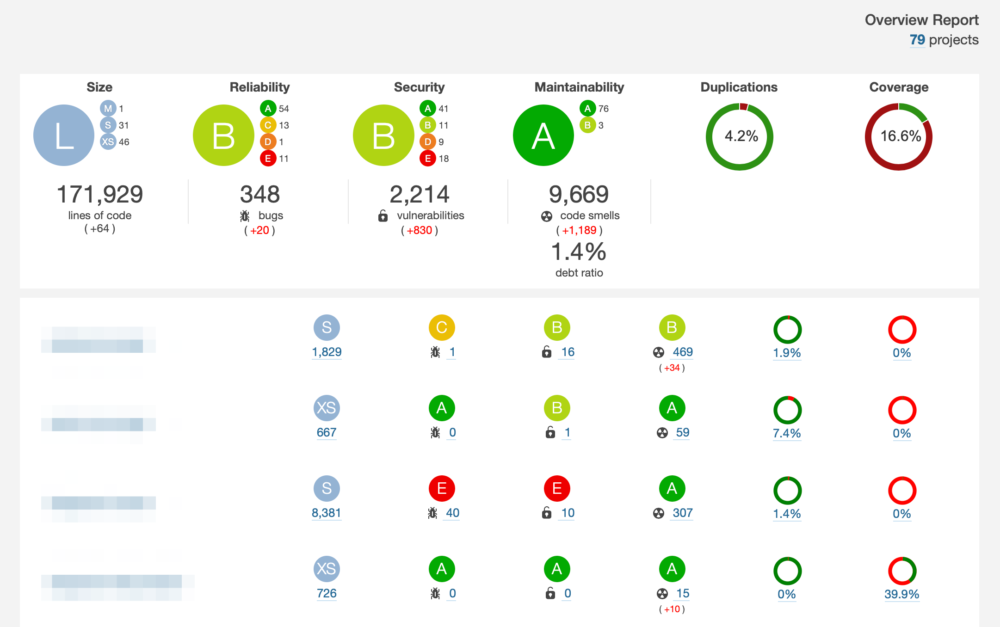 Overview Report
79 projects
Size Reliability Security Maintainability Duplications Coverage
L M 1 B A 54 B A 41 A A 76 4.2% 16.6%
S 31 C 13 B 11 B 3
XS 46 D 1 D 9
E 11 E 18
171,929 348 2,214 9,669
lines of code bugs vulnerabilities code smells
( +64 ) ( +20 ) ( +830 ) ( +1,189 )
1.4%
debt ratio
S C B B
1,829 1 16 469 1.9% 0%
( +34 )
XS A B A
667 0 1 59 7.4% 0%
S E E A
8,381 40 10 307 1.4% 0%
XS A A A
726 0 0 15 0% 39.9%
( +10 )